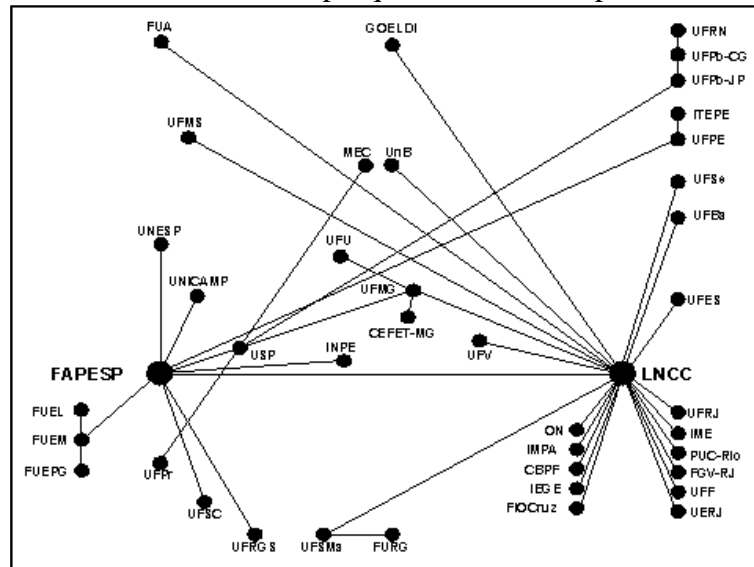 FUA
GOELDI
UFRN
UFPb-CG
UFPb-JP
ITEPE
UFMS
MEC
UnB
UFPE
UFSe
UFBa
UNESP
UFU
UNICAMP
UFMG
UFES
CEFET-MG
USP
INPE
UFV
FAPESP
LNCC
FUEL
UFRJ
ON
IME
FUEM
IMPA
PUC-Rio
UFPr
CBPF
FUEPG
FGV-RJ
IBGE
UFF
UFSC
FIOCruz
UERJ
UFRGS
UFSMa
FURG